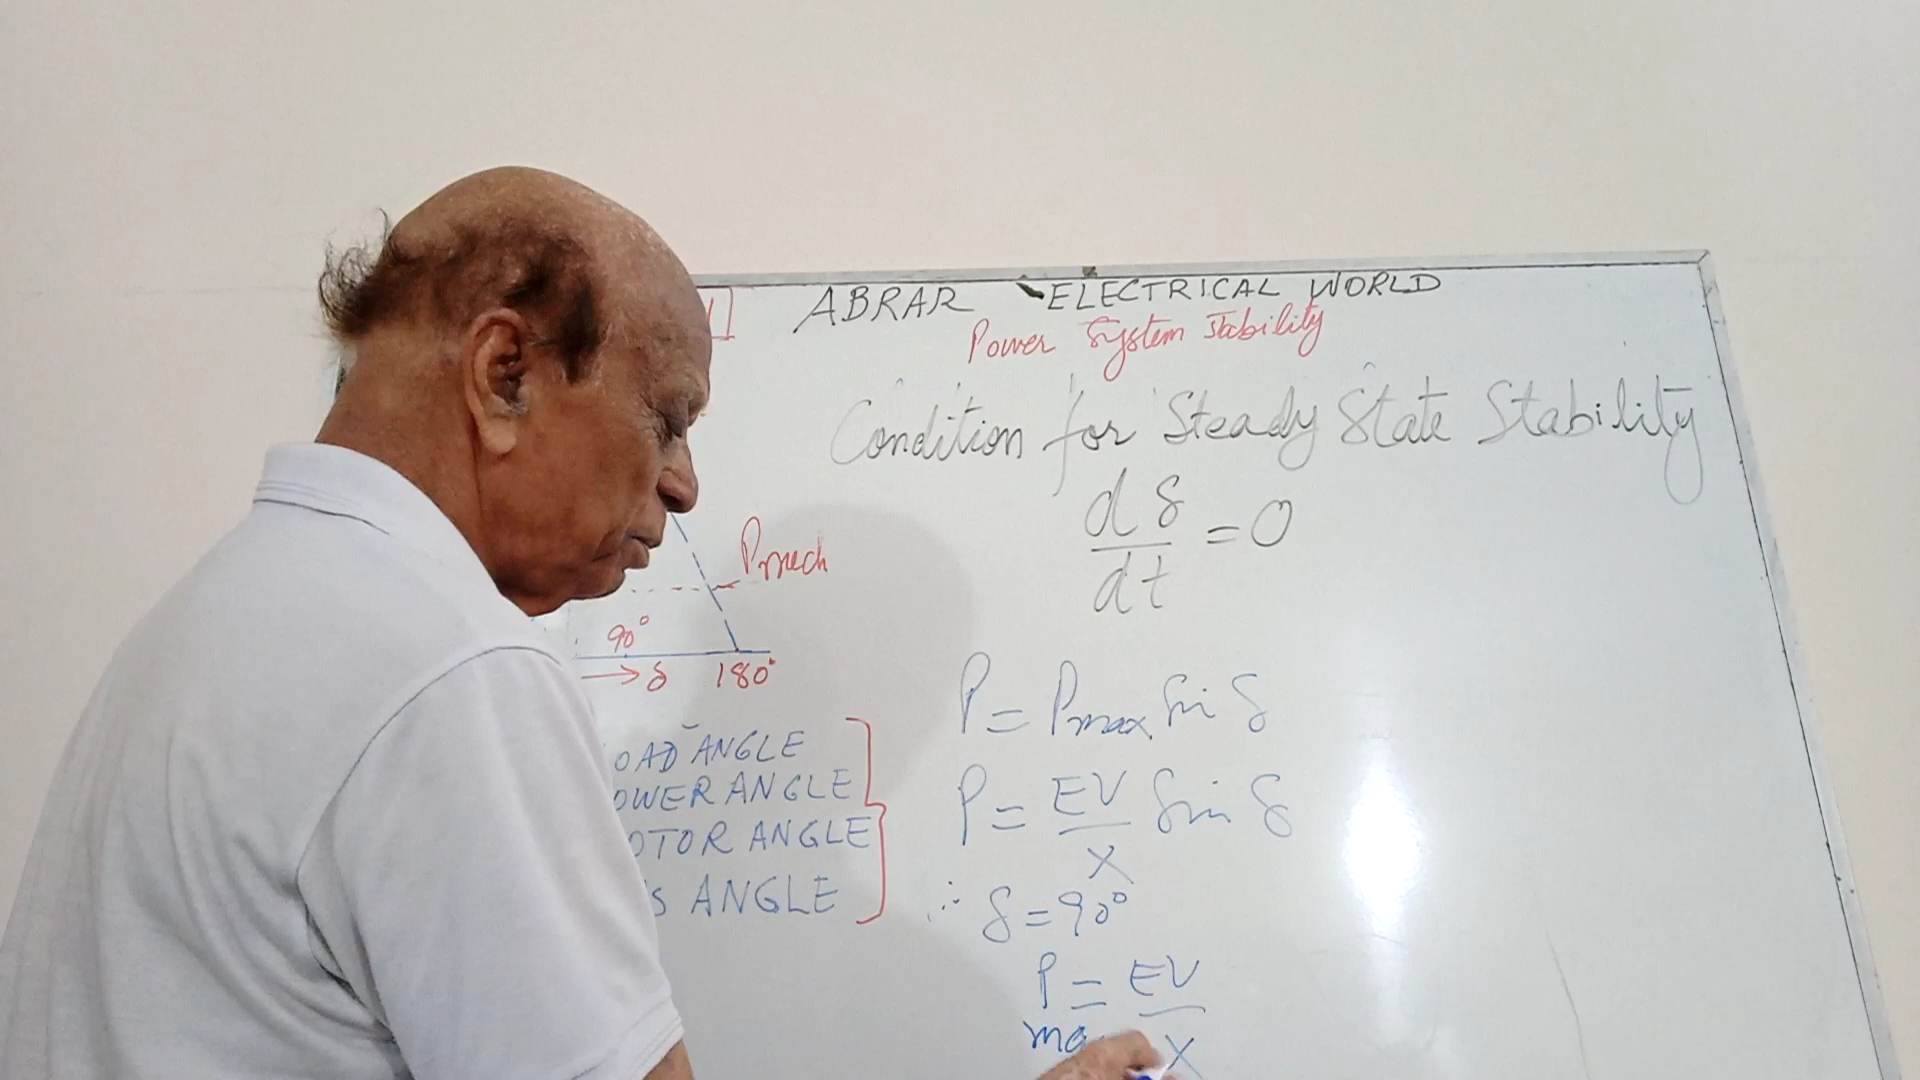 ABRAR ELECTRICAL WORLD
Power System Stability
Condition for Steady State Stability
dδ/dt = 0
Pmech
90°
→ δ 180°
OAD ANGLE
OWER ANGLE
OTOR ANGLE
S ANGLE
P = Pmax Sin δ
P = EV/X Sin δ
∴ δ = 90°
P = EV/X
ma